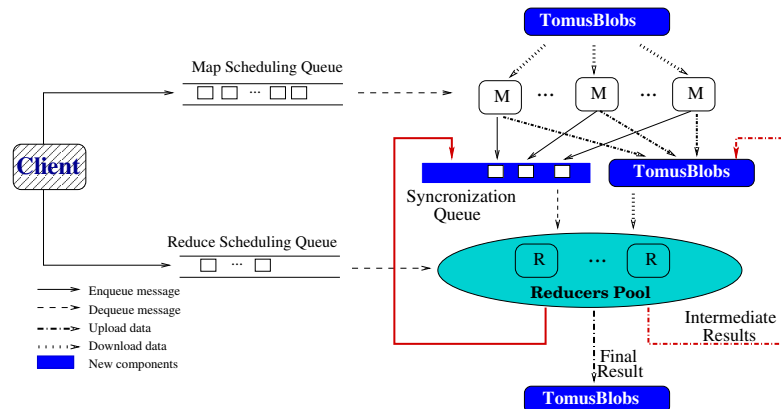 TomusBlobs
Map Scheduling Queue
...
M ... M ... M
Client
TomusBlobs
Syncronization
Queue
Reduce Scheduling Queue
...
R ... R
Reducers Pool
Enqueue message
Dequeue message
Upload data
Download data
New components
Intermediate
Results
Final
Result
TomusBlobs